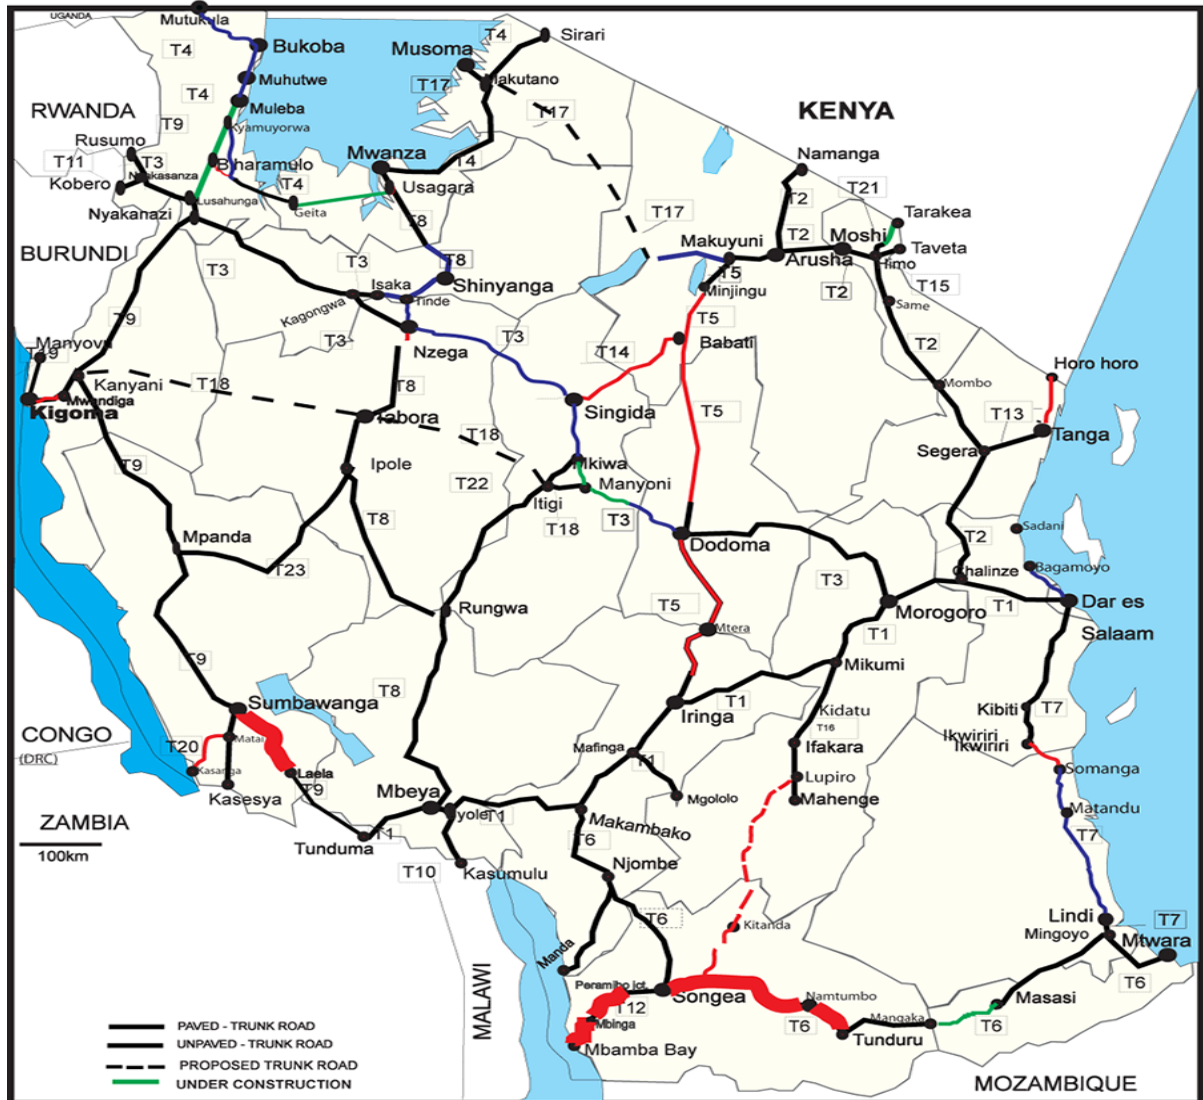 UGANDA
Mutukula
T4
Bukoba
Musoma
T4
Sirari
Muhutwe
T17
Makutano
T4
Muleba
T17
KENYA
RWANDA
T9
Kyamuyorwa
Rusumo
Mwanza
T4
Namanga
T11
T3
Nyakasanza
Biharamulo
Kobero
T4
Usagara
T2
T21
Lusahunga
Geita
Nyakahazi
T8
T17
Tarakea
Makuyuni
T2
Moshi
Taveta
BURUNDI
T3
T3
T8
Arusha
Himo
Isaka
Shinyanga
T5
Minjingu
T2
T15
Kagongwa
Tinde
Same
T9
T3
T3
T5
Manyovu
Nzega
T14
Babati
T2
T19
Kanyani
T18
T8
Mombo
Horo horo
Mwandiga
Kigoma
Tabora
Singida
T5
T13
T18
Tanga
T9
Ipole
Mkiwa
Segera
T22
Manyoni
Itigi
T8
T18
T3
Mpanda
Dodoma
T2
Sadani
T23
Chalinze
Bagamoyo
T3
Rungwa
T5
Morogoro
T1
Dar es
Salaam
Mtera
T1
T9
Mikumi
T8
Sumbawanga
T1
Iringa
Kidatu
Kibiti
T7
CONGO
(DRC)
T20
Matai
T16
Ikwiriri
Ikwiriri
Mafinga
Ifakara
Kasanga
Laela
T1
Somanga
Kasesya
T9
Lupiro
Mbeya
Mgololo
Mahenge
Matandu
ZAMBIA
Uyole
T1
Makambako
100km
Tunduma
T1
T6
T7
T10
Kasumulu
Njombe
T6
Lindi
T7
Kitanda
Mingoyo
Mtwara
Manda
T6
Peramiho jct.
Songea
MALAWI
T12
Namtumbo
Masasi
Mbinga
T6
Mangaka
T6
PAVED - TRUNK ROAD
Mbamba Bay
Tunduru
UNPAVED - TRUNK ROAD
PROPOSED TRUNK ROAD
UNDER CONSTRUCTION
MOZAMBIQUE